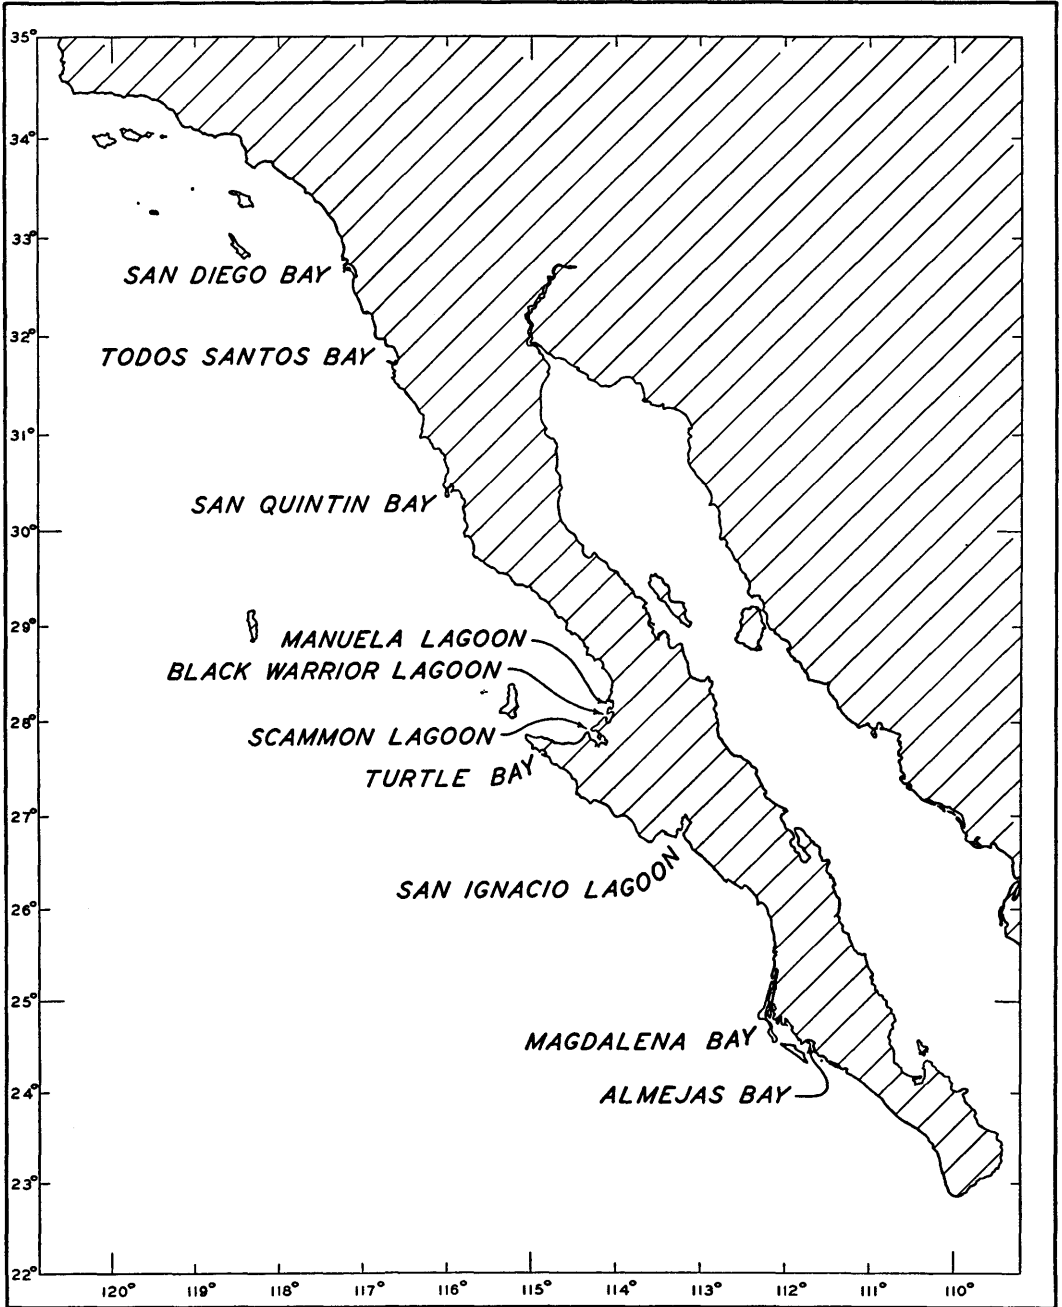 35°
34°
33°
SAN DIEGO BAY
32°
TODOS SANTOS BAY
31°
SAN QUINTIN BAY
30°
29°
MANUELA LAGOON
BLACK WARRIOR LAGOON
28°
SCAMMON LAGOON
TURTLE BAY
27°
SAN IGNACIO LAGOON
26°
25°
MAGDALENA BAY
24°
ALMEJAS BAY
23°
22°
120° 119° 118° 117° 116° 115° 114° 113° 112° 111° 110°